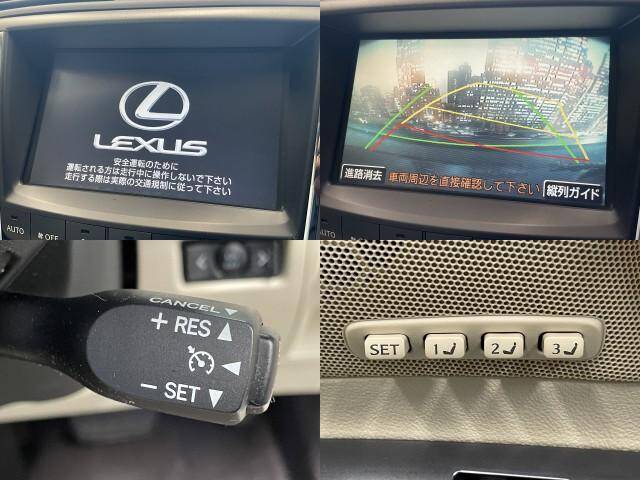 LEXUS
安全運転のために
運転される方は走行中に操作しないで下さい
走行する際は実際の交通規制に従って下さい
AUTO
OFF
進路消去
車両周辺を直接確認して下さい
縦列ガイド
AUTO
OFF
CANCEL ▼
+ RES ▲
◀
− SET ▼
SET
1
2
3